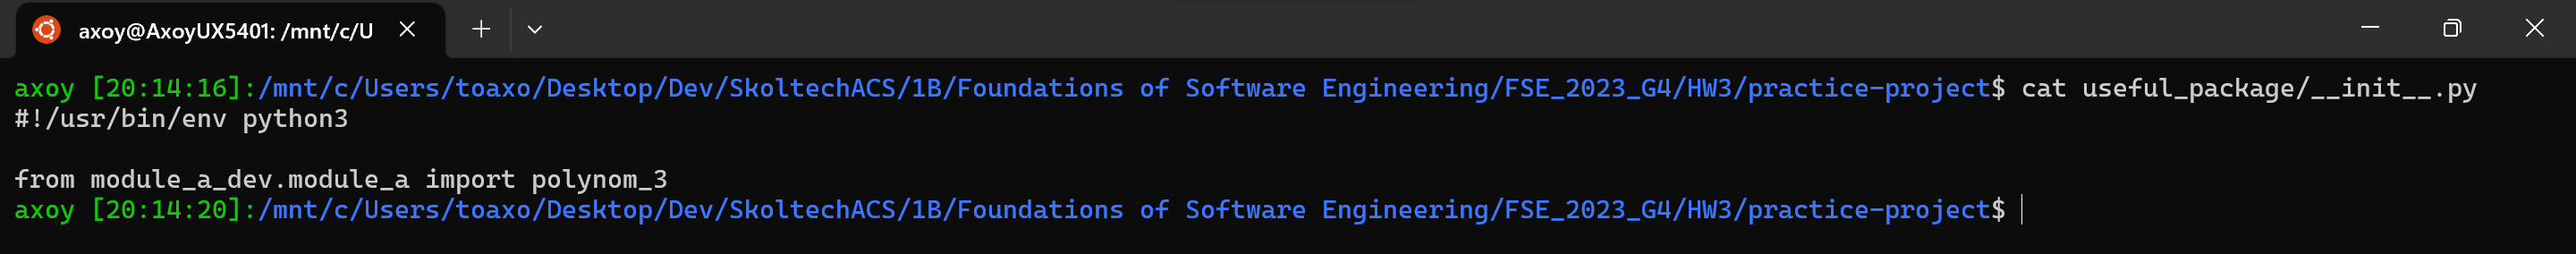 axoy@AxoyUX5401: /mnt/c/U
axoy [20:14:16]:/mnt/c/Users/toaxo/Desktop/Dev/SkoltechACS/1B/Foundations of Software Engineering/FSE_2023_G4/HW3/practice-project$ cat useful_package/__init__.py
#!/usr/bin/env python3
from module_a_dev.module_a import polynom_3
axoy [20:14:20]:/mnt/c/Users/toaxo/Desktop/Dev/SkoltechACS/1B/Foundations of Software Engineering/FSE_2023_G4/HW3/practice-project$